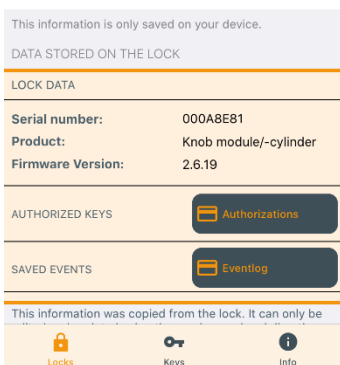 This information is only saved on your device.
DATA STORED ON THE LOCK
LOCK DATA
Serial number: 000A8E81
Product: Knob module/-cylinder
Firmware Version: 2.6.19
AUTHORIZED KEYS Authorizations
SAVED EVENTS Eventlog
This information was copied from the lock. It can only be
Locks Keys Info